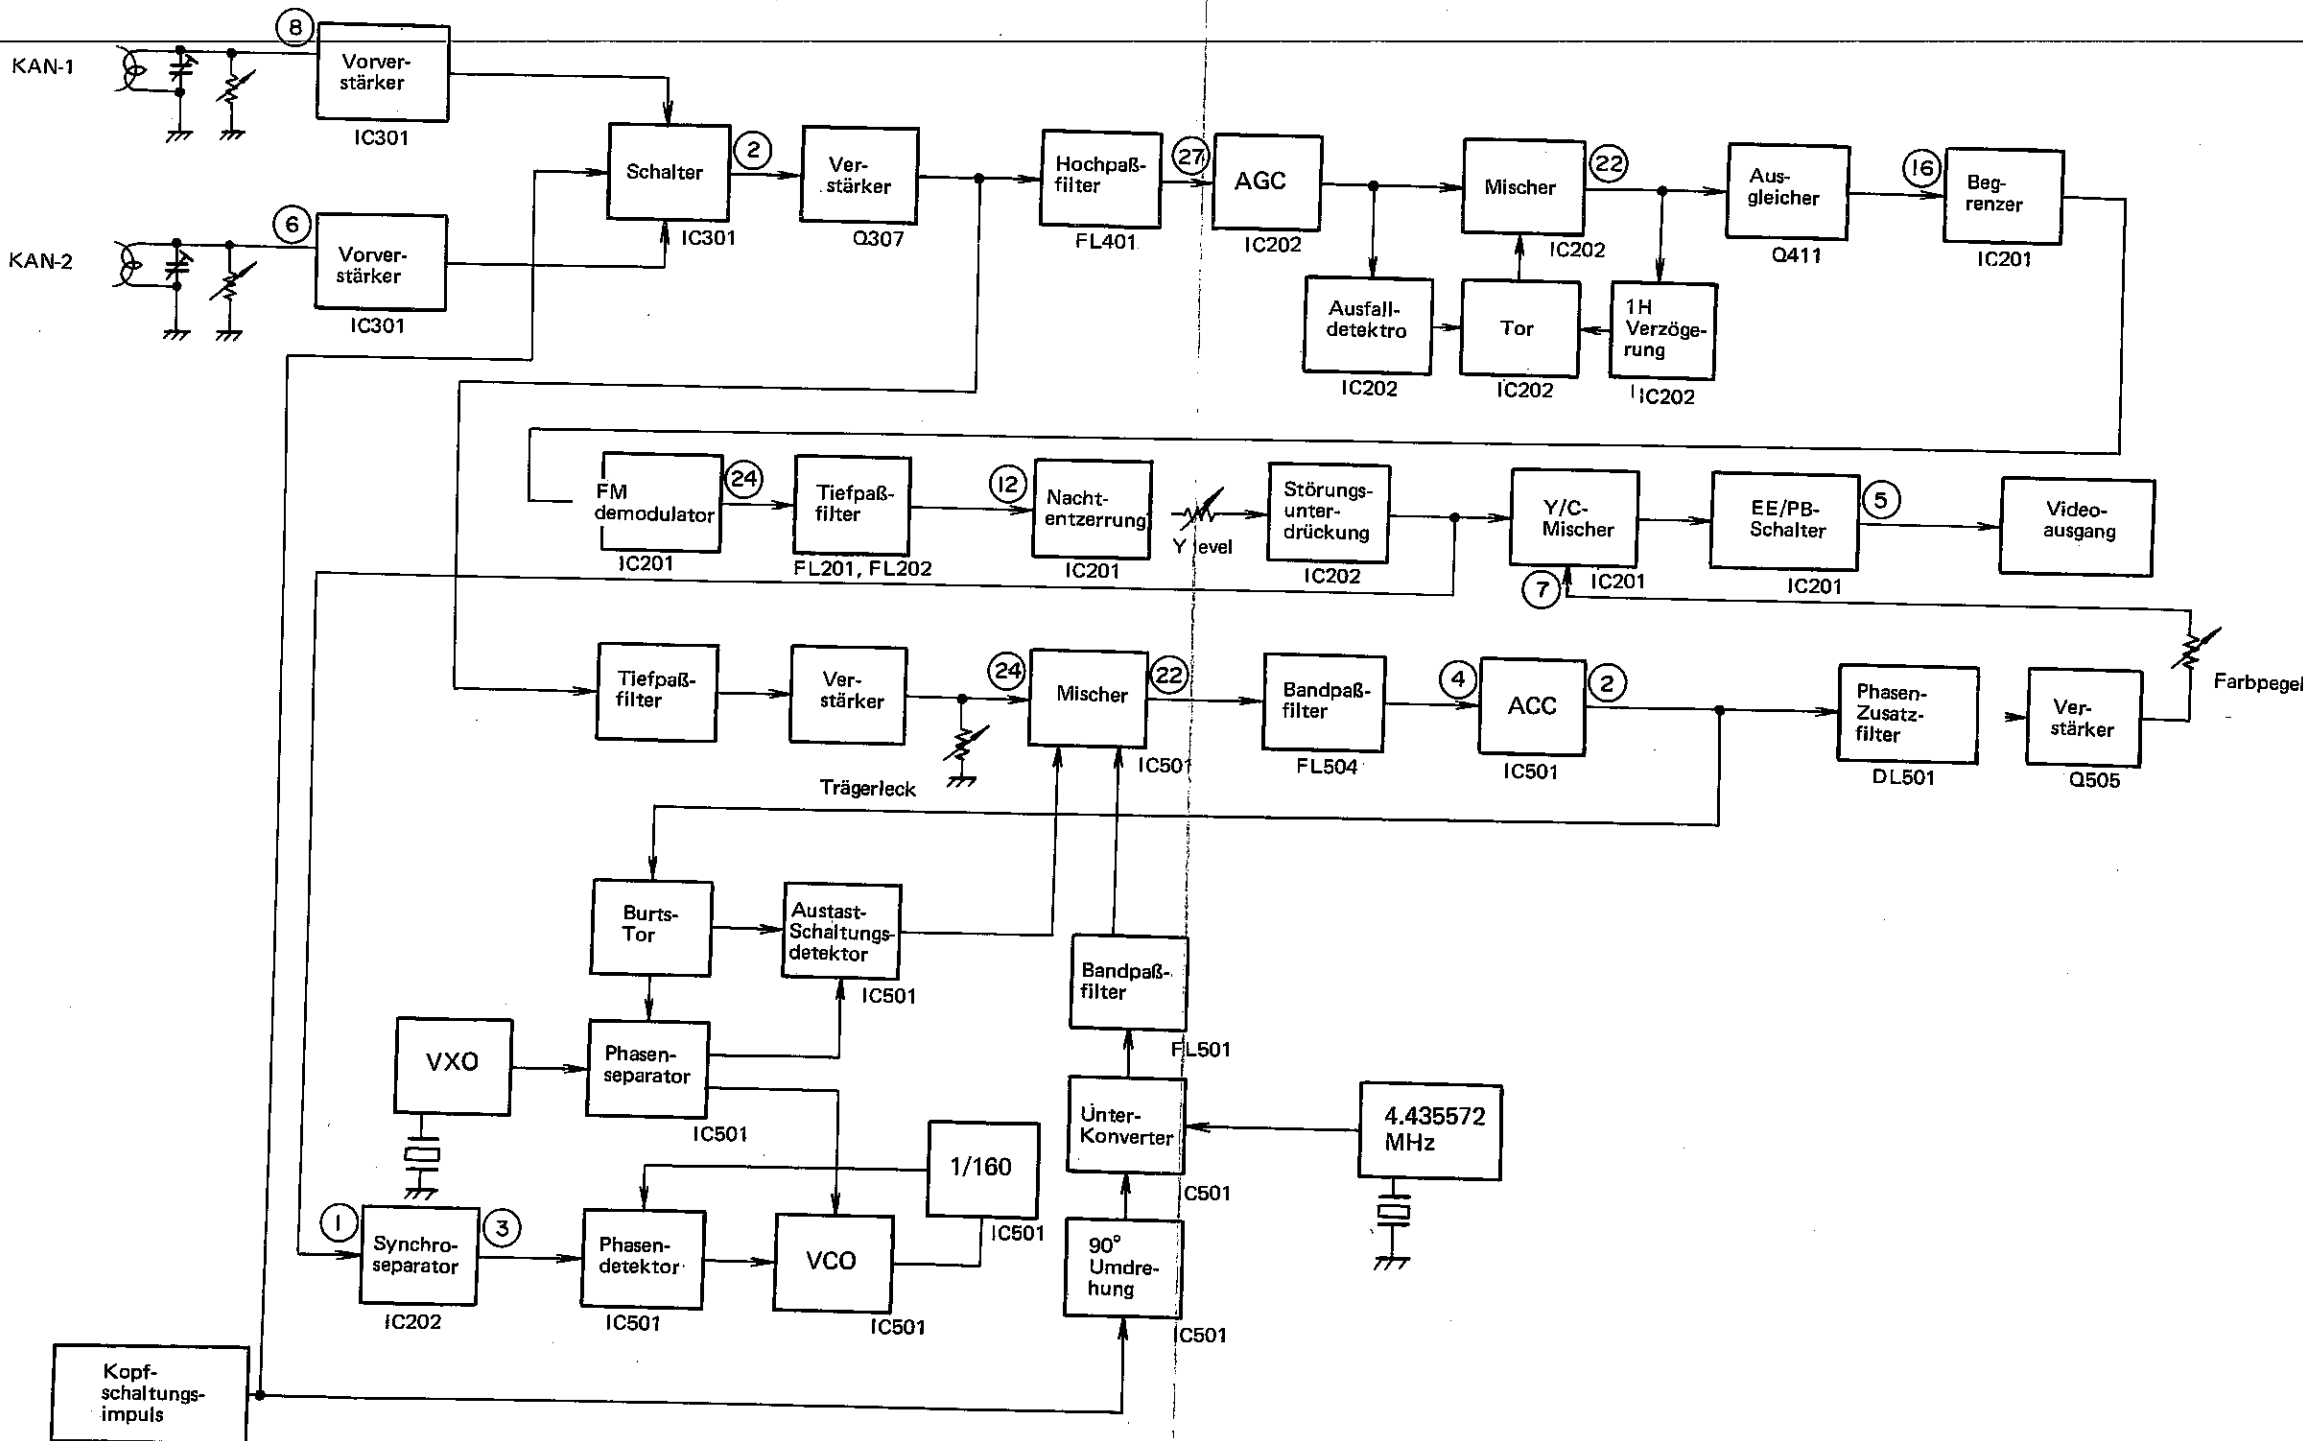 8
KAN-1
Vorver-
stärker
IC301
KAN-2
6
Vorver-
stärker
IC301
Schalter
IC301
2
Ver-
stärker
Q307
Hochpaß-
filter
FL401
27
AGC
IC202
Mischer
IC202
22
Aus-
gleicher
Q411
16
Beg-
renzer
IC201
Ausfall-
detektro
IC202
Tor
IC202
1H
Verzöge-
rung
IC202
FM
demodulator
IC201
24
Tiefpaß-
filter
FL201, FL202
12
Nacht-
entzerrung
IC201
Y level
Störungs-
unter-
drückung
IC202
Y/C-
Mischer
IC201
7
EE/PB-
Schalter
IC201
5
Video-
ausgang
Tiefpaß-
filter
Ver-
stärker
Trägerleck
24
Mischer
IC501
22
Bandpaß-
filter
FL504
4
ACC
IC501
2
Phasen-
Zusatz-
filter
DL501
Ver-
stärker
Q505
Farbpegel
Burts-
Tor
Austast-
Schaltungs-
detektor
IC501
Bandpaß-
filter
FL501
VXO
Phasen-
separator
IC501
Unter-
Konverter
C501
4.435572
MHz
1/160
IC501
1
Synchro-
separator
IC202
3
Phasen-
detektor
IC501
VCO
IC501
90°
Umdre-
hung
C501
Kopf-
schaltungs-
impuls